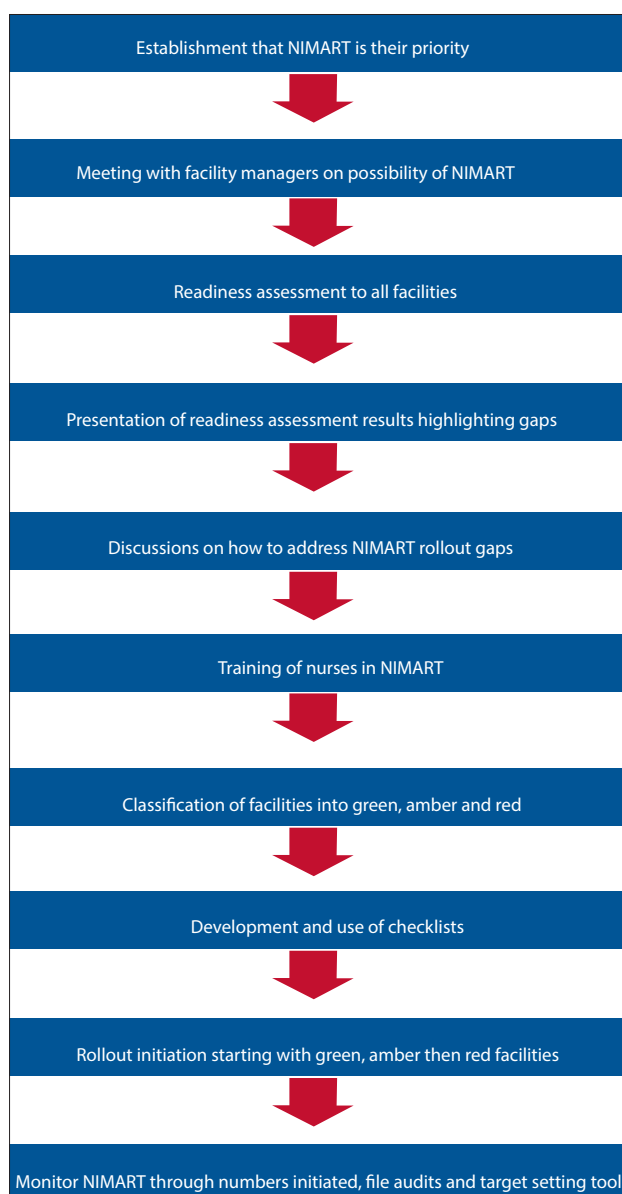 Establishment that NIMART is their priority
Meeting with facility managers on possibility of NIMART
Readiness assessment to all facilities
Presentation of readiness assessment results highlighting gaps
Discussions on how to address NIMART rollout gaps
Training of nurses in NIMART
Classification of facilities into green, amber and red
Development and use of checklists
Rollout initiation starting with green, amber then red facilities
Monitor NIMART through numbers initiated, file audits and target setting tool